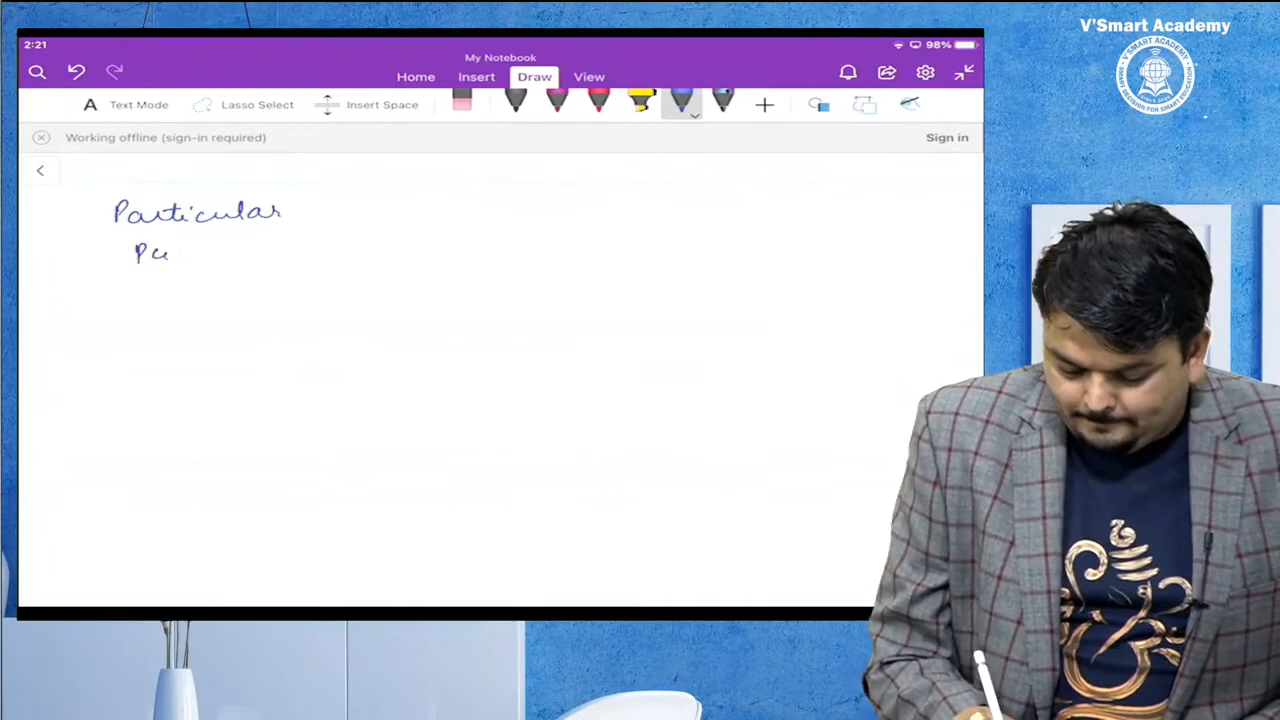 V'Smart Academy
2:21
98%
My Notebook
Home Insert Draw View
A Text Mode Lasso Select Insert Space
Working offline (sign-in required) Sign in
Particular